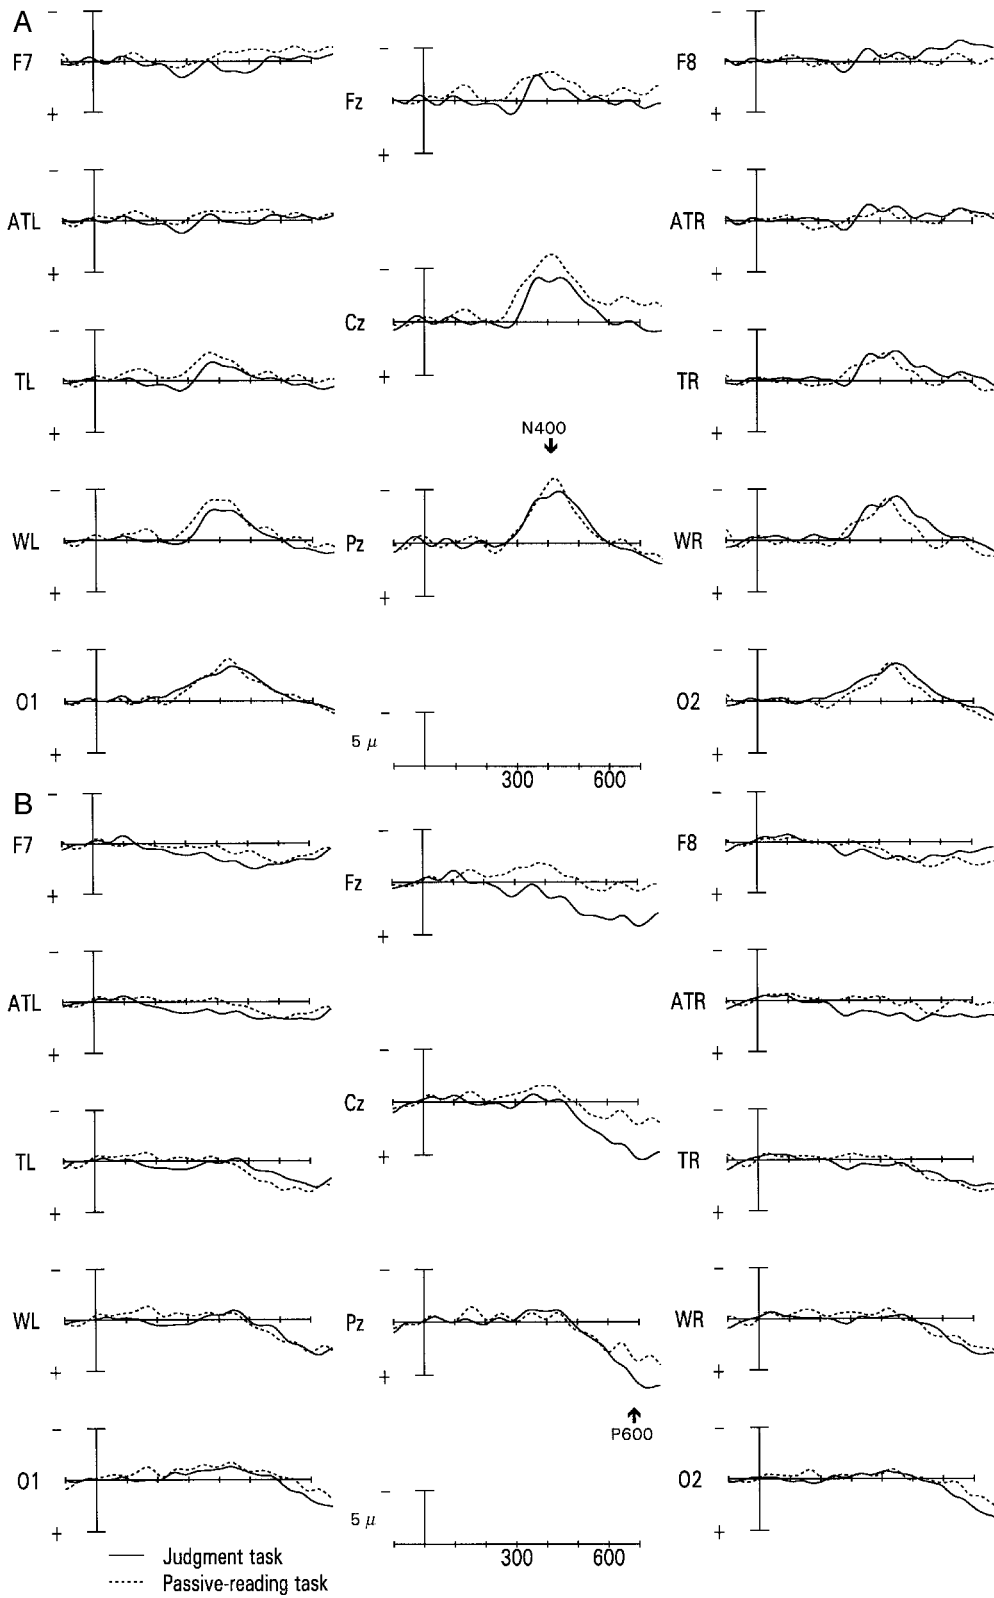 A
−
−
−
F7
Fz
F8
+
+
+
−
−
ATL
−
ATR
+
+
Cz
−
−
TL
+
TR
+
+
N400
−
−
−
WL
Pz
WR
+
+
+
−
−
O1
−
O2
5 μ
+
+
300
600
B
−
−
−
F7
Fz
F8
+
+
+
−
−
ATL
ATR
−
+
+
Cz
−
−
TL
+
TR
+
+
−
−
−
WL
Pz
WR
+
+
+
P600
−
−
O1
−
O2
5 μ
+
+
300
600
Judgment task
Passive-reading task